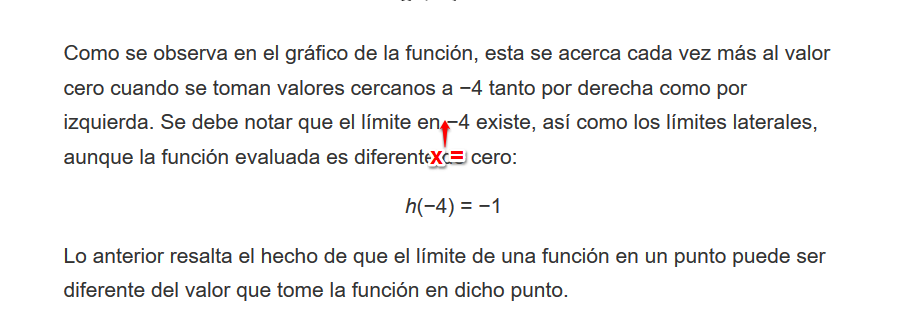 Como se observa en el gráfico de la función, esta se acerca cada vez más al valor
cero cuando se toman valores cercanos a −4 tanto por derecha como por
izquierda. Se debe notar que el límite en −4 existe, así como los límites laterales,
aunque la función evaluada es diferente cero:
x =
h(−4) = −1
Lo anterior resalta el hecho de que el límite de una función en un punto puede ser
diferente del valor que tome la función en dicho punto.